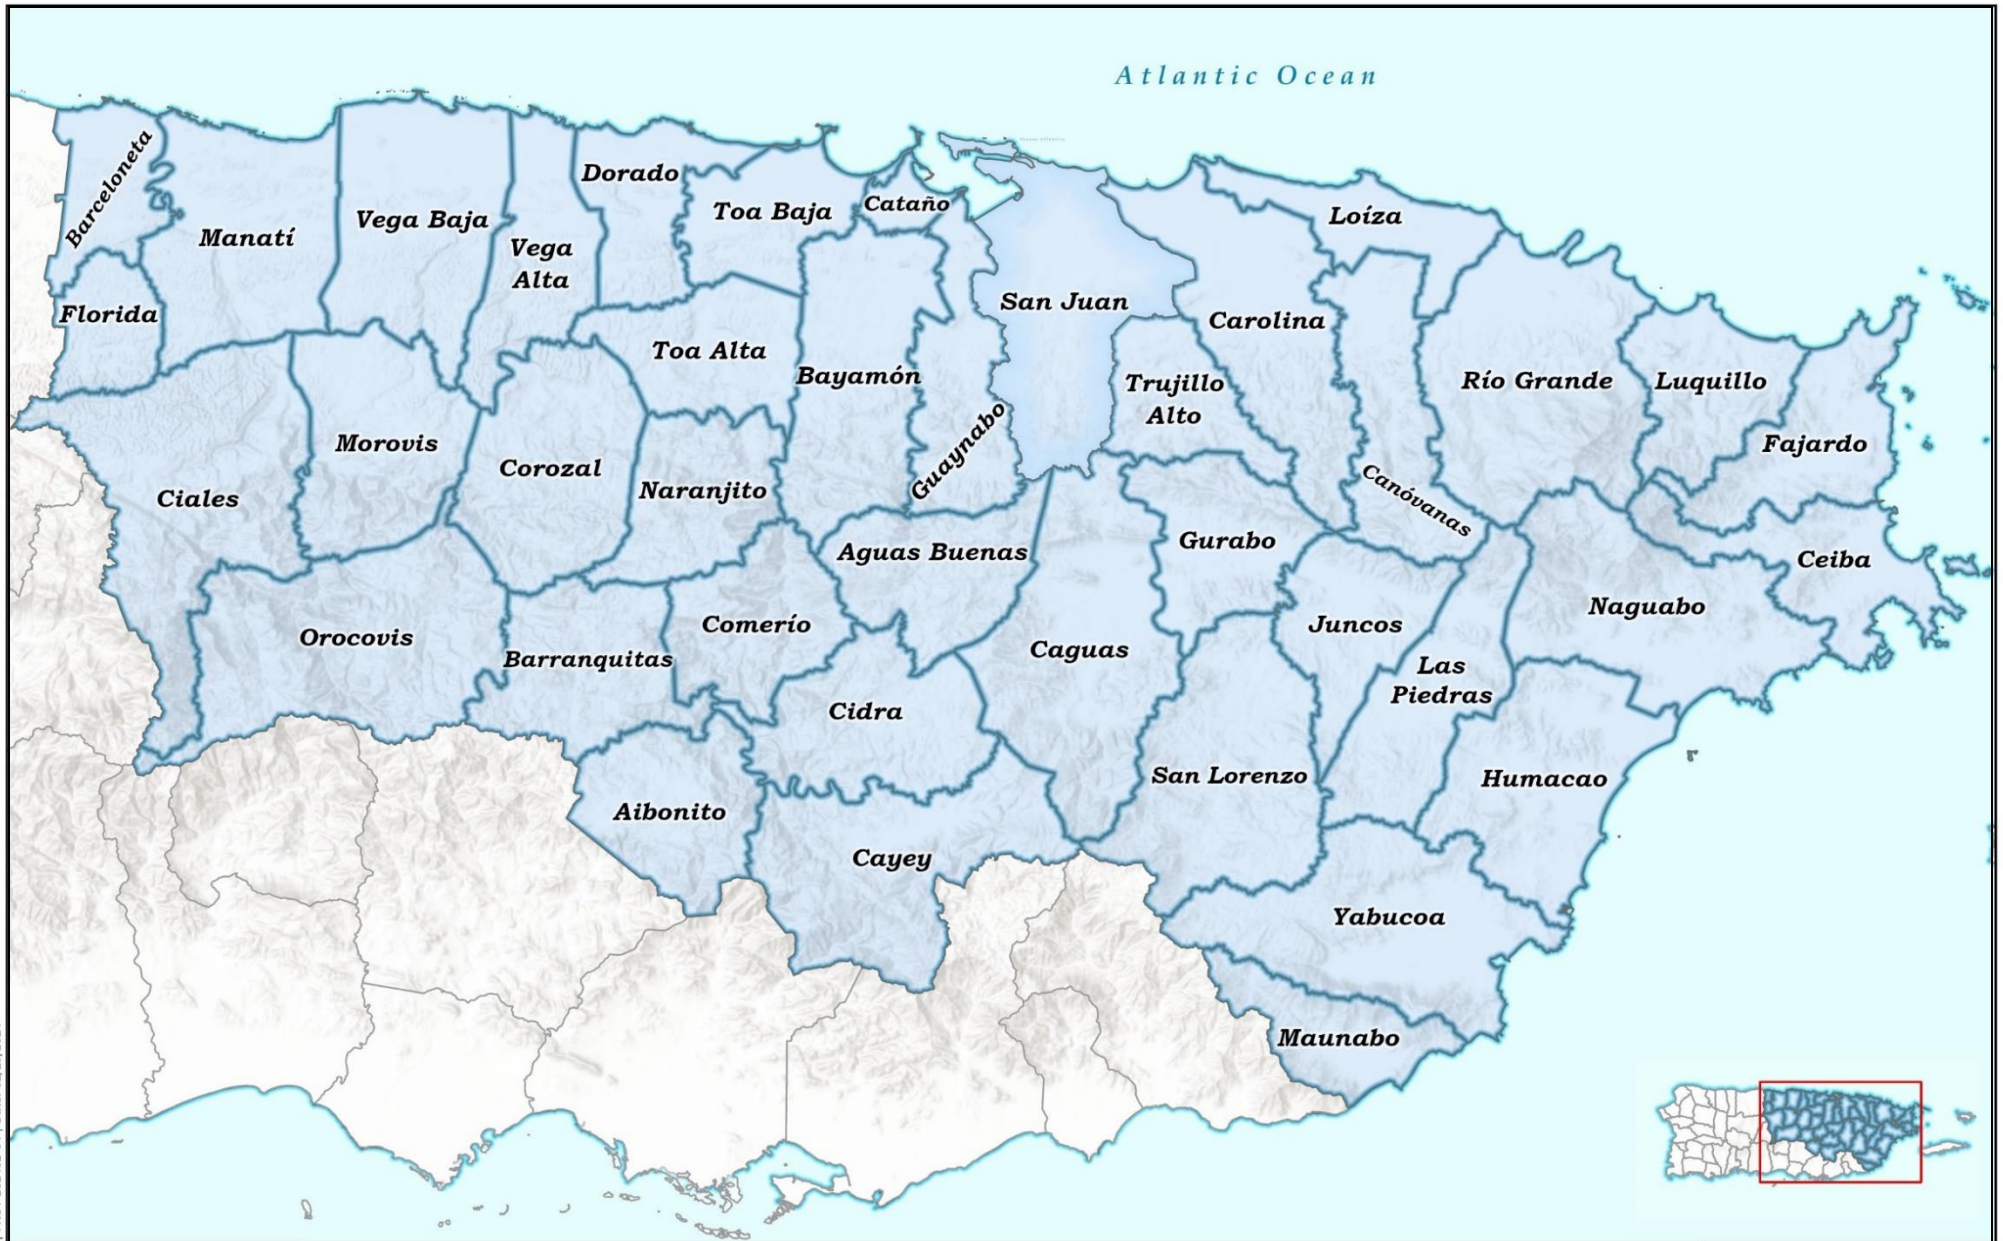 Atlantic Ocean
Barceloneta
Dorado
Cataño
Toa Baja
Loíza
Vega Baja
Manatí
Vega
Alta
San Juan
Florida
Carolina
Toa Alta
Bayamón
Trujillo
Alto
Río Grande
Luquillo
Morovis
Fajardo
Guaynabo
Corozal
Naranjito
Ciales
Canóvanas
Gurabo
Aguas Buenas
Ceiba
Naguabo
Comerío
Juncos
Orocovis
Caguas
Barranquitas
Las
Piedras
Cidra
San Lorenzo
Humacao
Aibonito
Cayey
Yabucoa
Maunabo